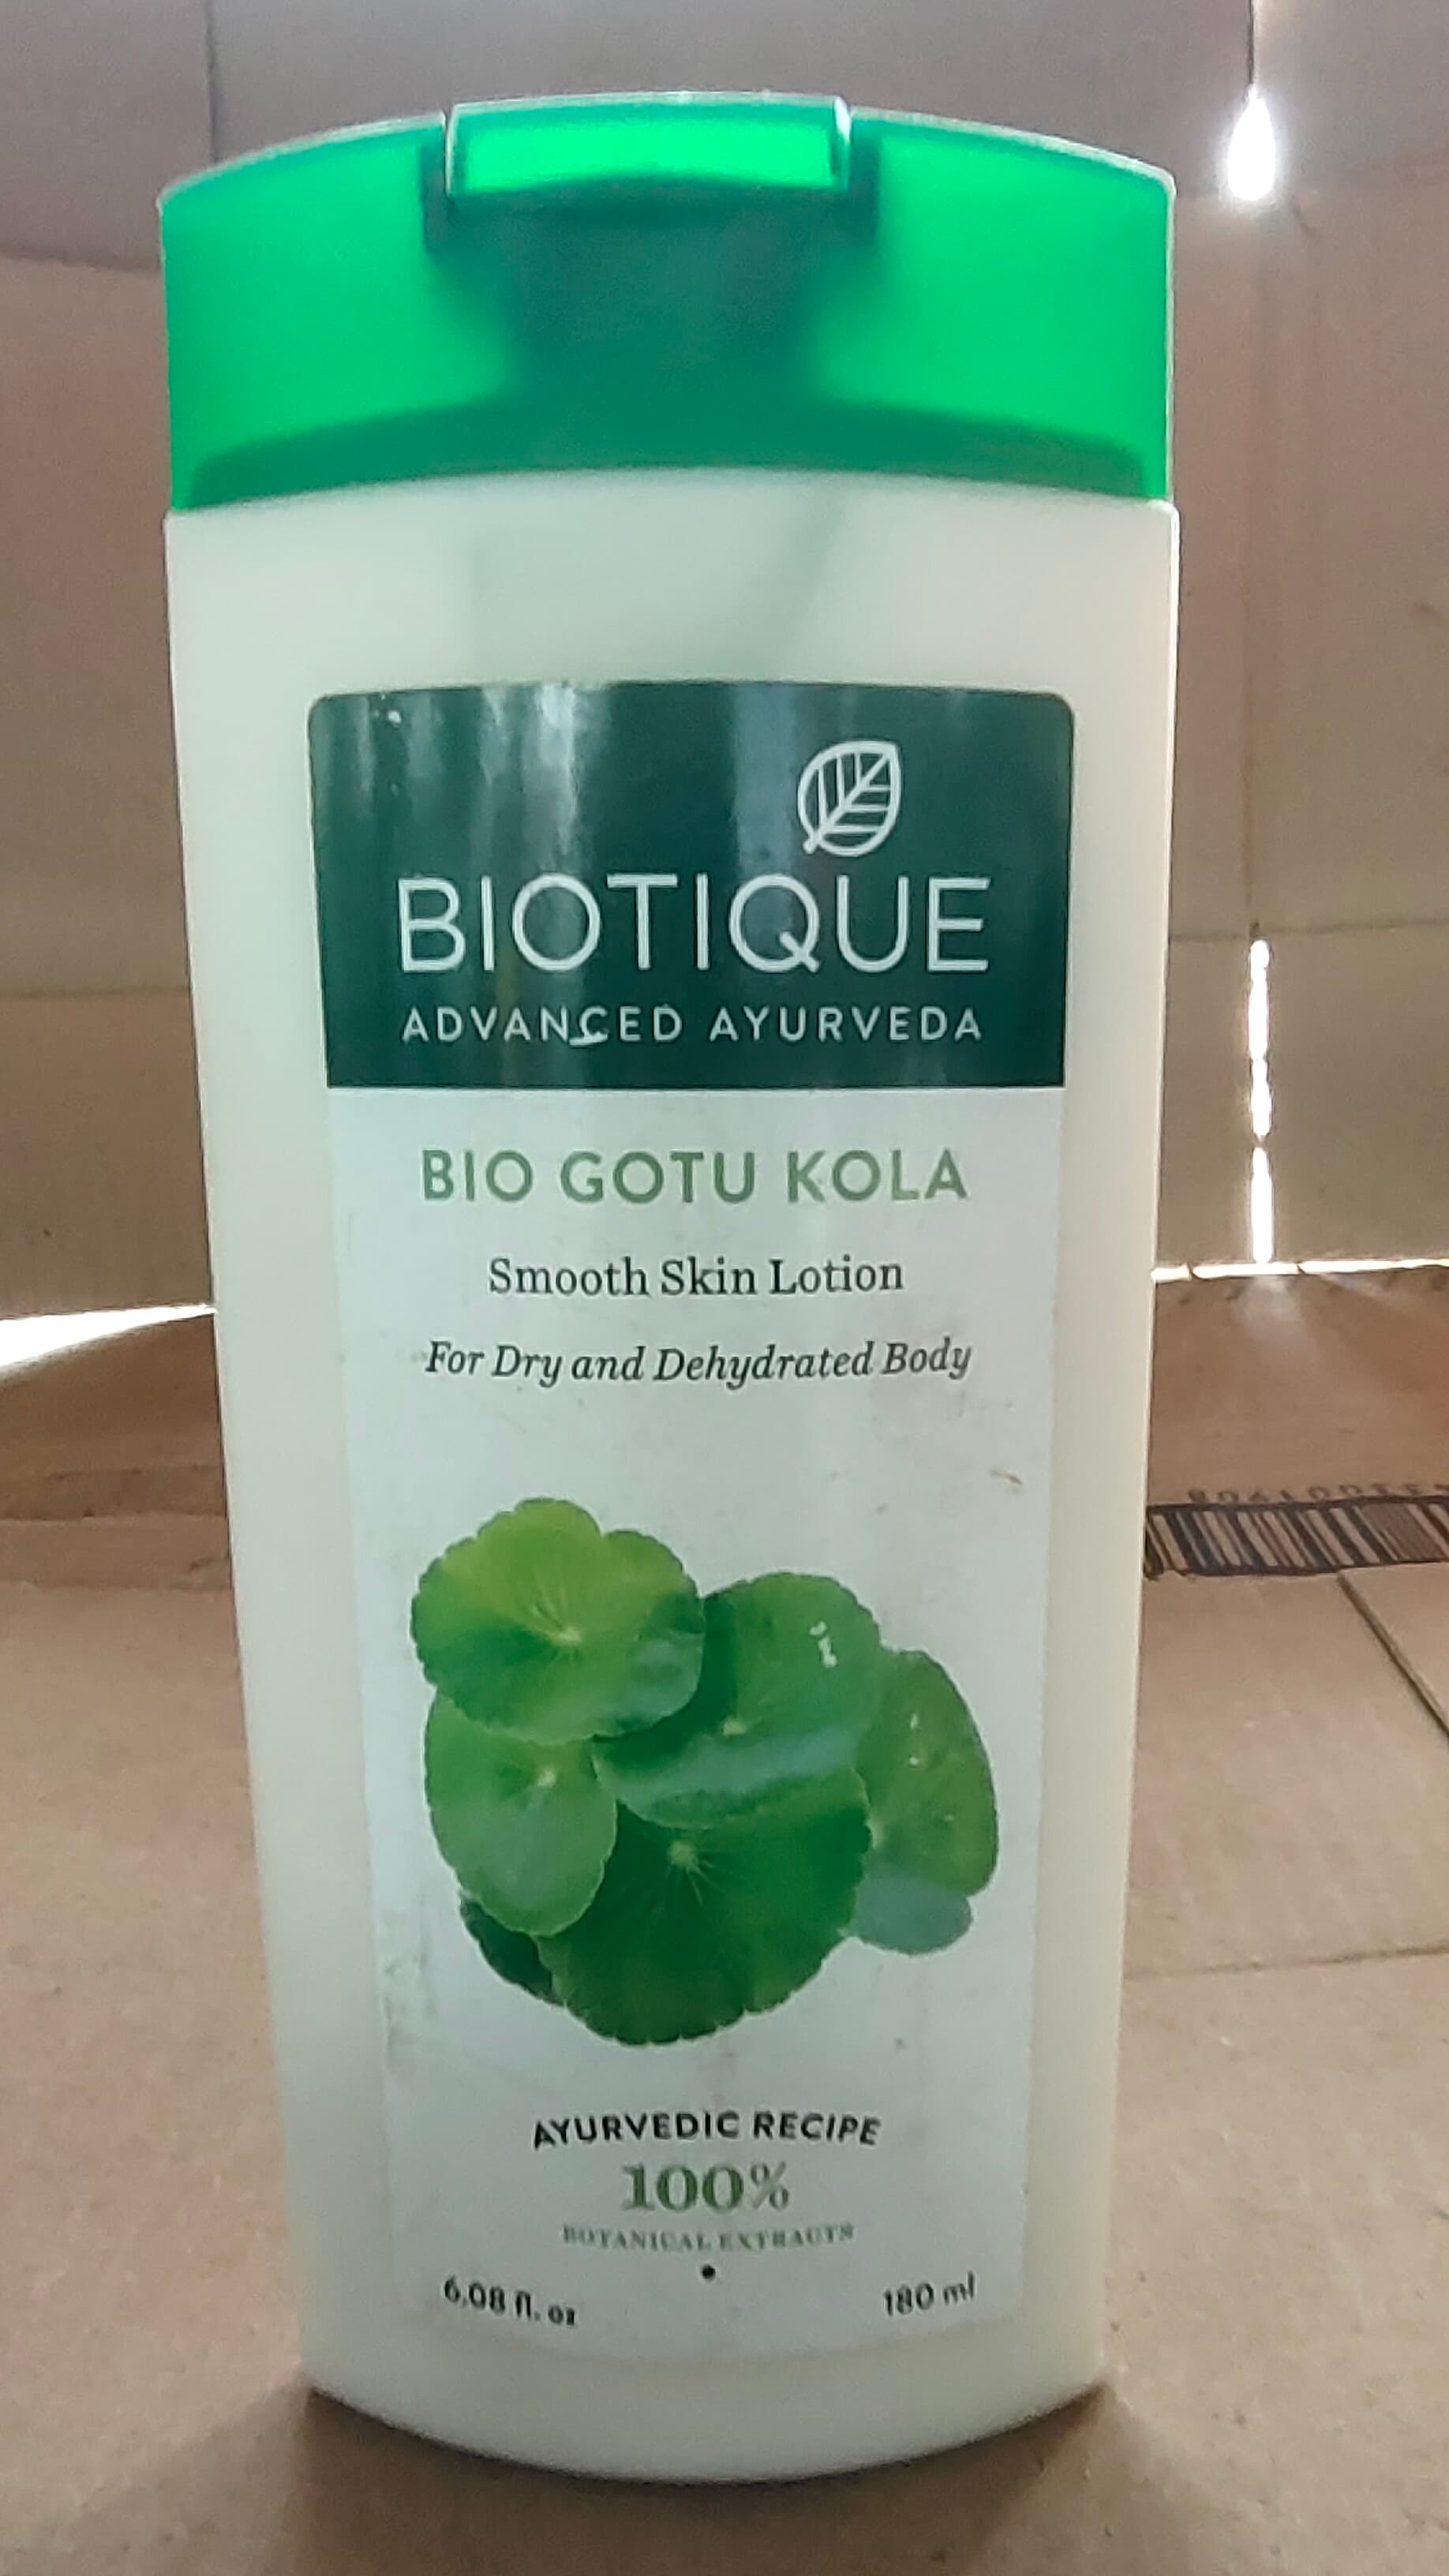 BIOTIQUE
ADVANCED AYURVEDA
BIO GOTU KOLA
Smooth Skin Lotion
For Dry and Dehydrated Body
AYURVEDIC RECIPE
100%
BOTANICAL EXTRACTS
6.08 fl. oz
180 ml